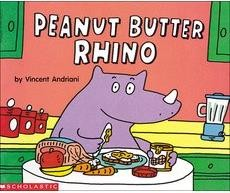 PEANUT BUTTER
RHINO
by Vincent Andriani
SCHOLASTIC